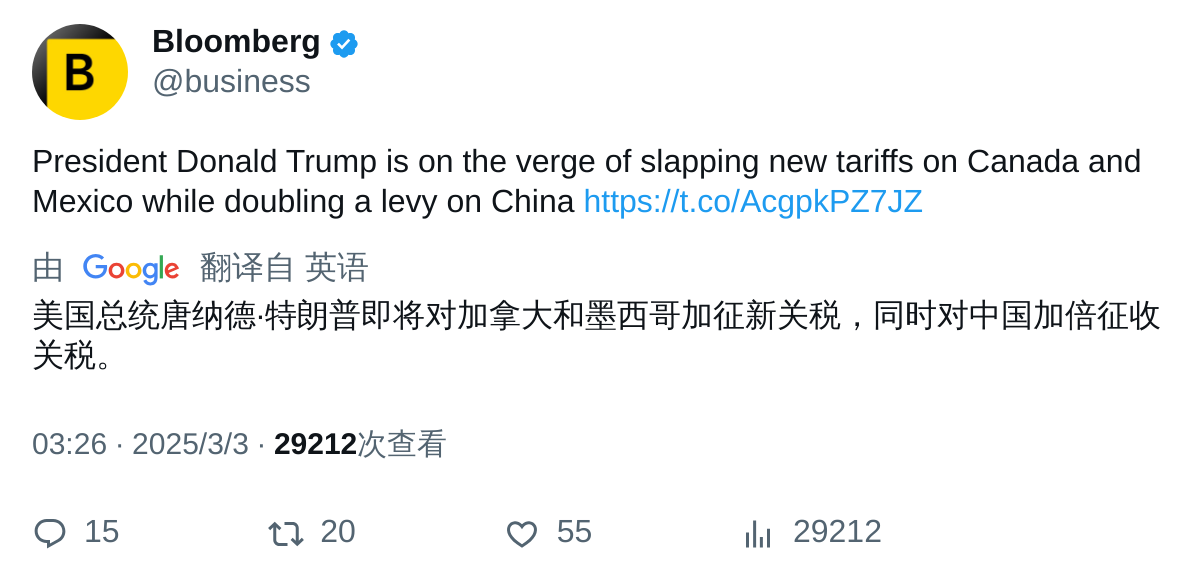 B
Bloomberg
@business
President Donald Trump is on the verge of slapping new tariffs on Canada and
Mexico while doubling a levy on China https://t.co/AcgpkPZ7JZ
由 Google 翻译自 英语
美国总统唐纳德·特朗普即将对加拿大和墨西哥加征新关税，同时对中国加倍征收
关税。
03:26 · 2025/3/3 · 29212次查看
15 20 55 29212